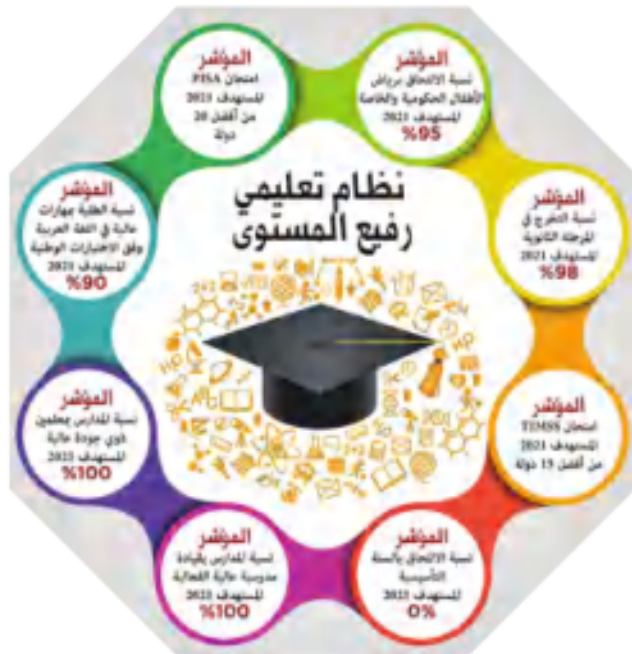 نظام تعليمي
رفيع المستوى
المؤشر
نسبة الالتحاق برياض
الأطفال الحكومية والخاصة
المستهدف 2021
%95
المؤشر
نسبة التخرج في
المرحلة الثانوية
المستهدف 2021
%98
المؤشر
امتحان TIMSS
المستهدف 2021
من أفضل 15 دولة
المؤشر
نسبة الالتحاق بالسنة
التأسيسية
المستهدف 2021
0%
المؤشر
نسبة المدارس بقيادة
مدرسية عالية الفعالية
المستهدف 2021
%100
المؤشر
نسبة المدارس بمعلمين
ذوي جودة عالية
المستهدف 2021
%100
المؤشر
نسبة الطلبة بمهارات
عالية في اللغة العربية
وفق الاختبارات الوطنية
المستهدف 2021
%90
المؤشر
امتحان PISA
المستهدف 2021
من أفضل 20
دولة